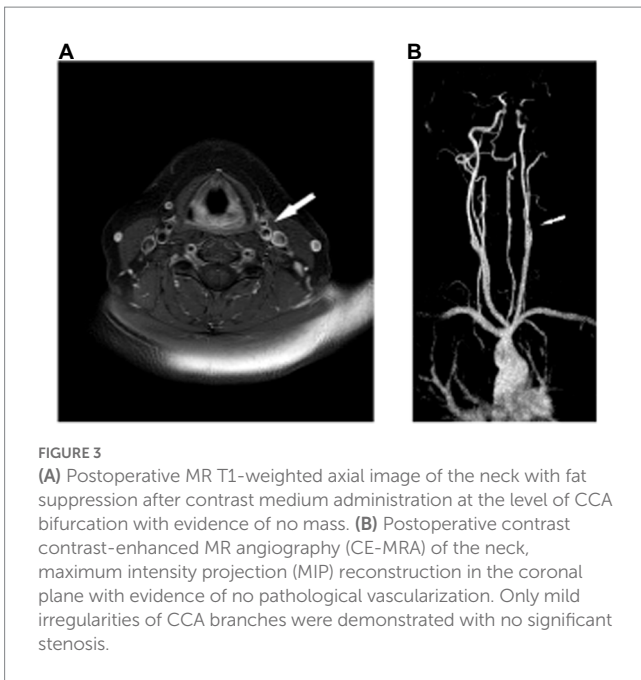 A
B
FIGURE 3
(A) Postoperative MR T1-weighted axial image of the neck with fat
suppression after contrast medium administration at the level of CCA
bifurcation with evidence of no mass. (B) Postoperative contrast
contrast-enhanced MR angiography (CE-MRA) of the neck,
maximum intensity projection (MIP) reconstruction in the coronal
plane with evidence of no pathological vascularization. Only mild
irregularities of CCA branches were demonstrated with no significant
stenosis.